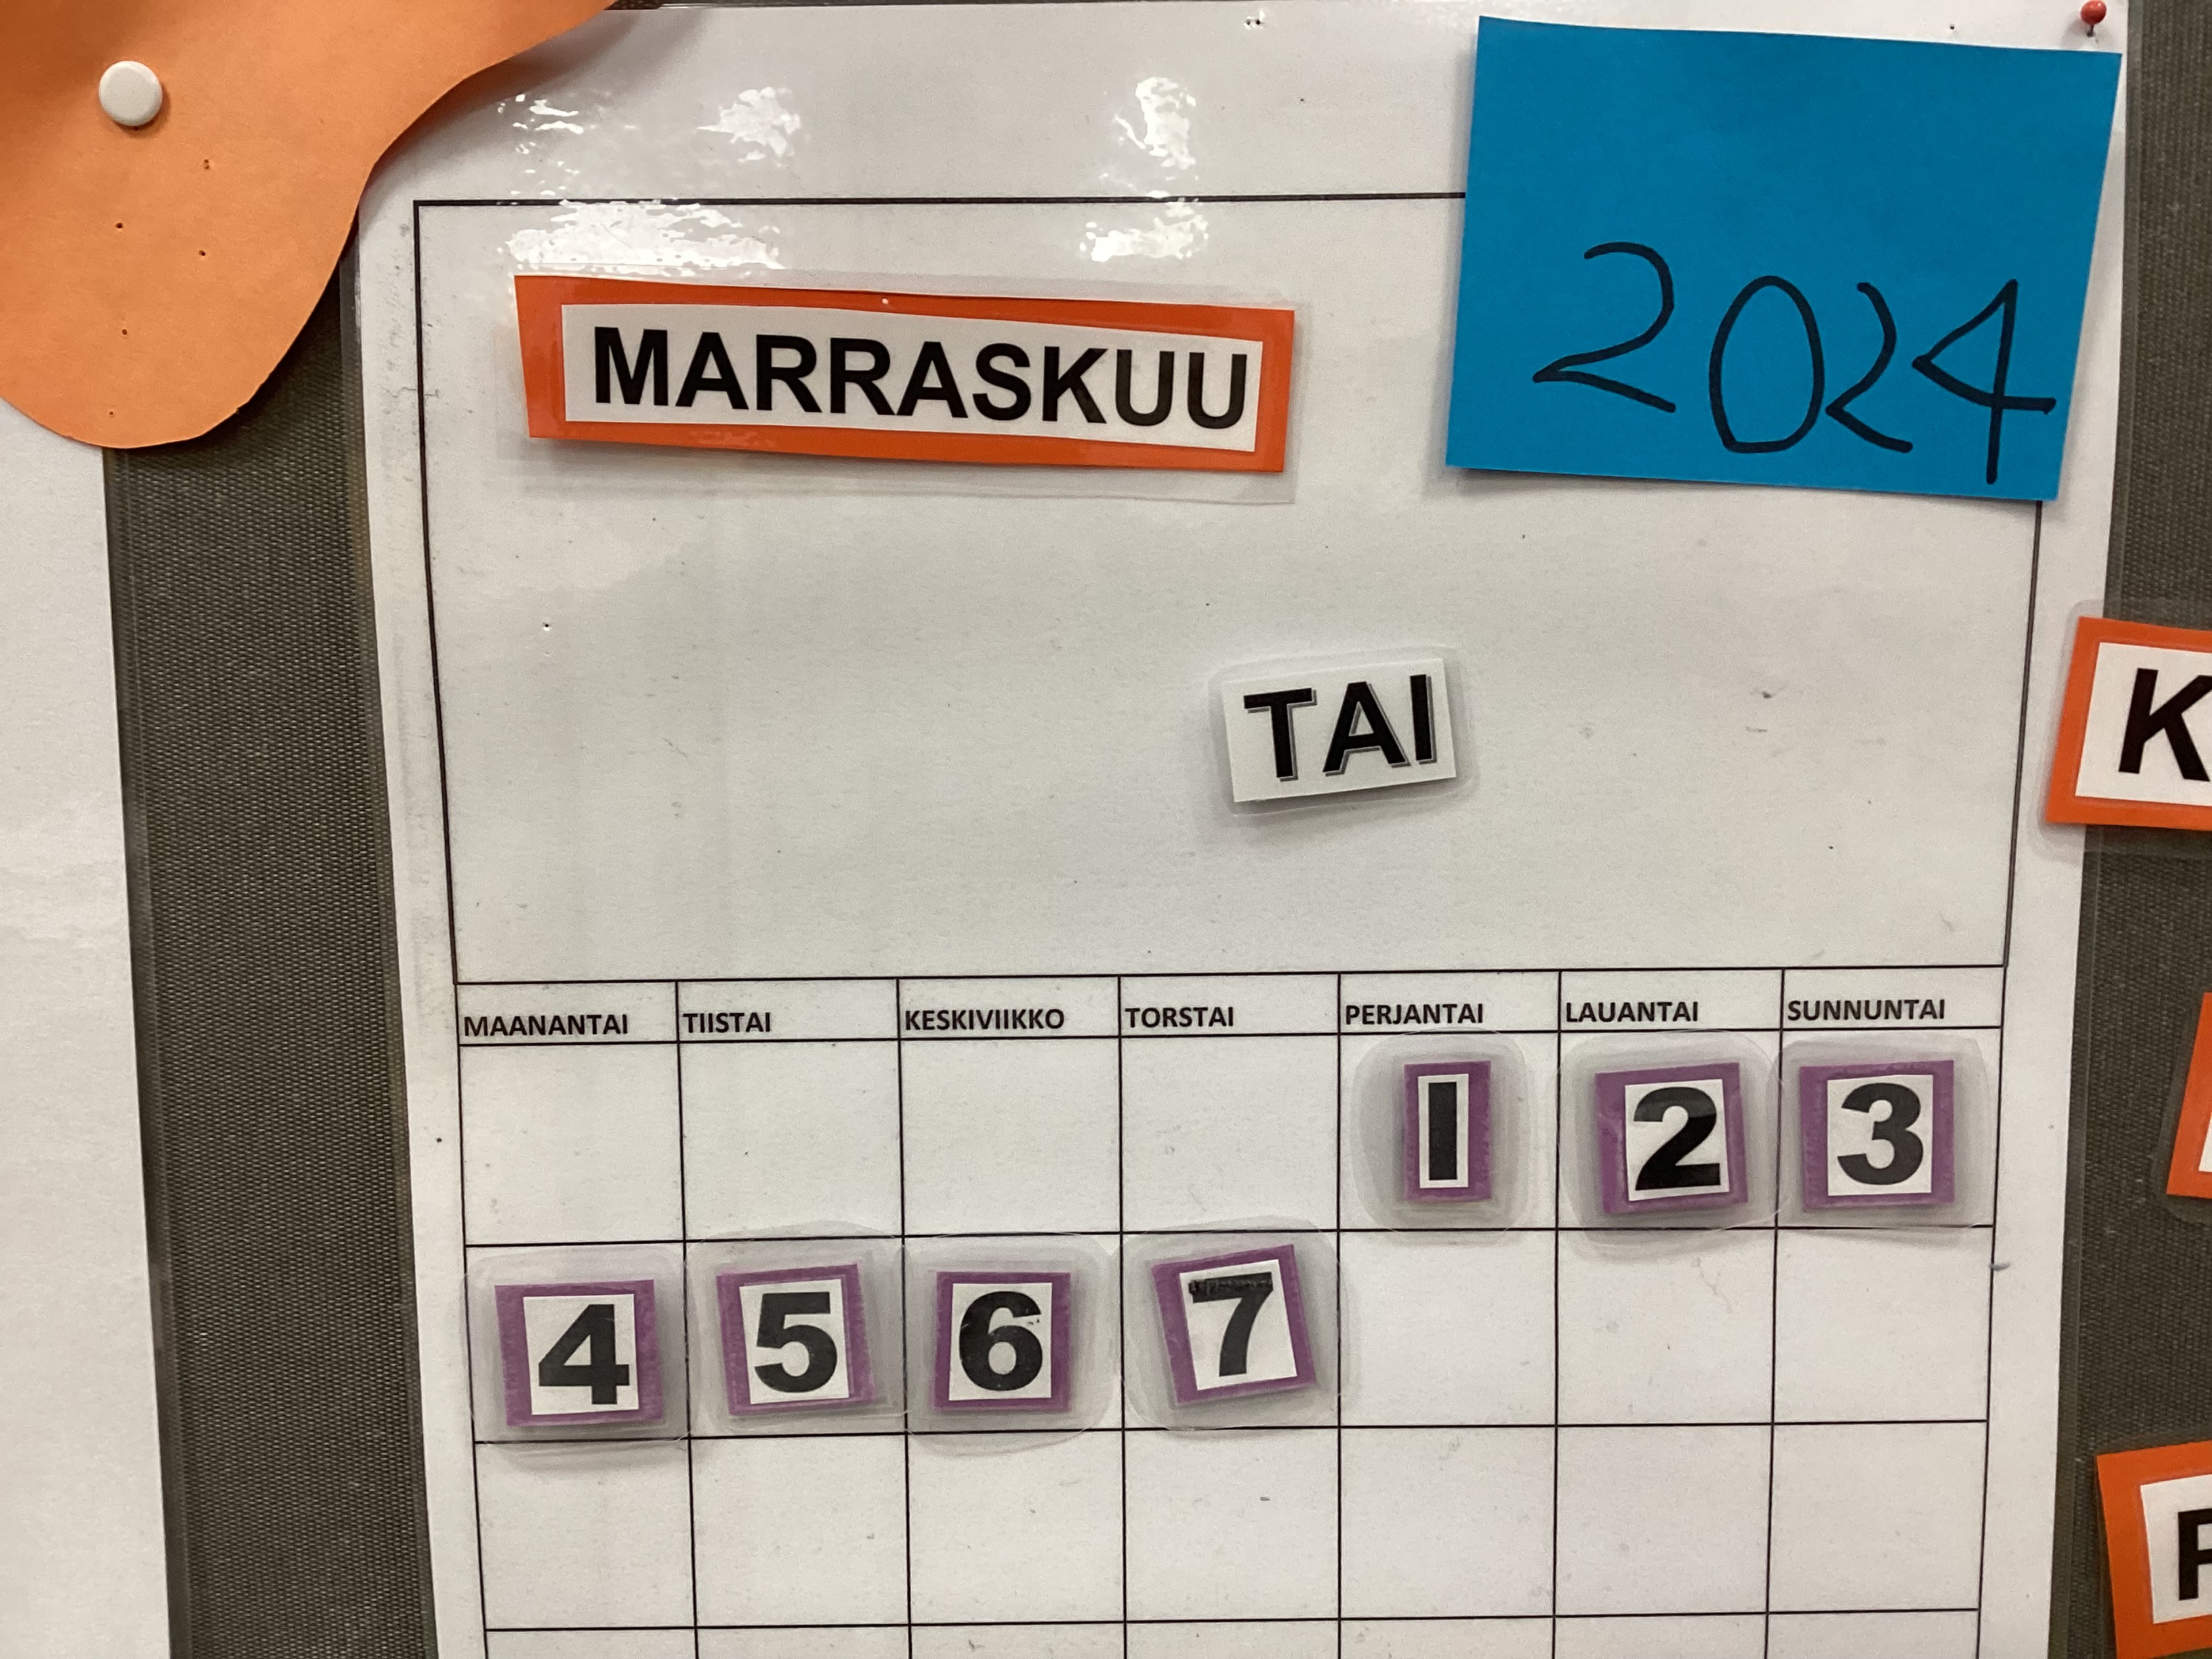 2024
MARRASKUU
TAI
K
MAANANTAI TIISTAI KESKIVIIKKO TORSTAI PERJANTAI LAUANTAI SUNNUNTAI
1 2 3
4 5 6 7